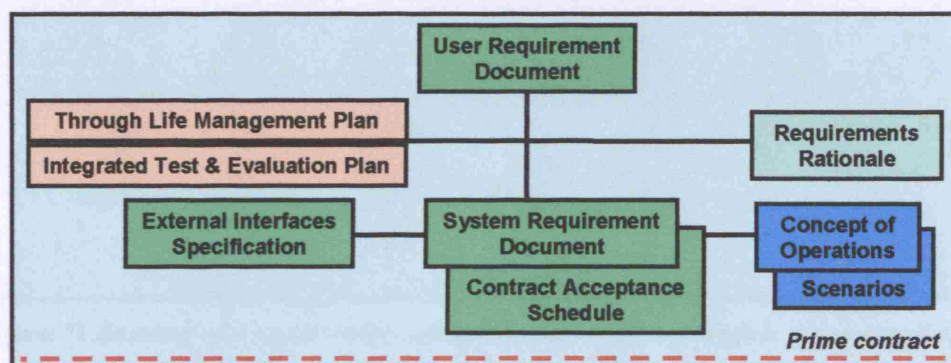 User Requirement
Document
Through Life Management Plan
Integrated Test & Evaluation Plan
Requirements
Rationale
External Interfaces
Specification
System Requirement
Document
Concept of
Operations
Contract Acceptance
Schedule
Scenarios
Prime contract